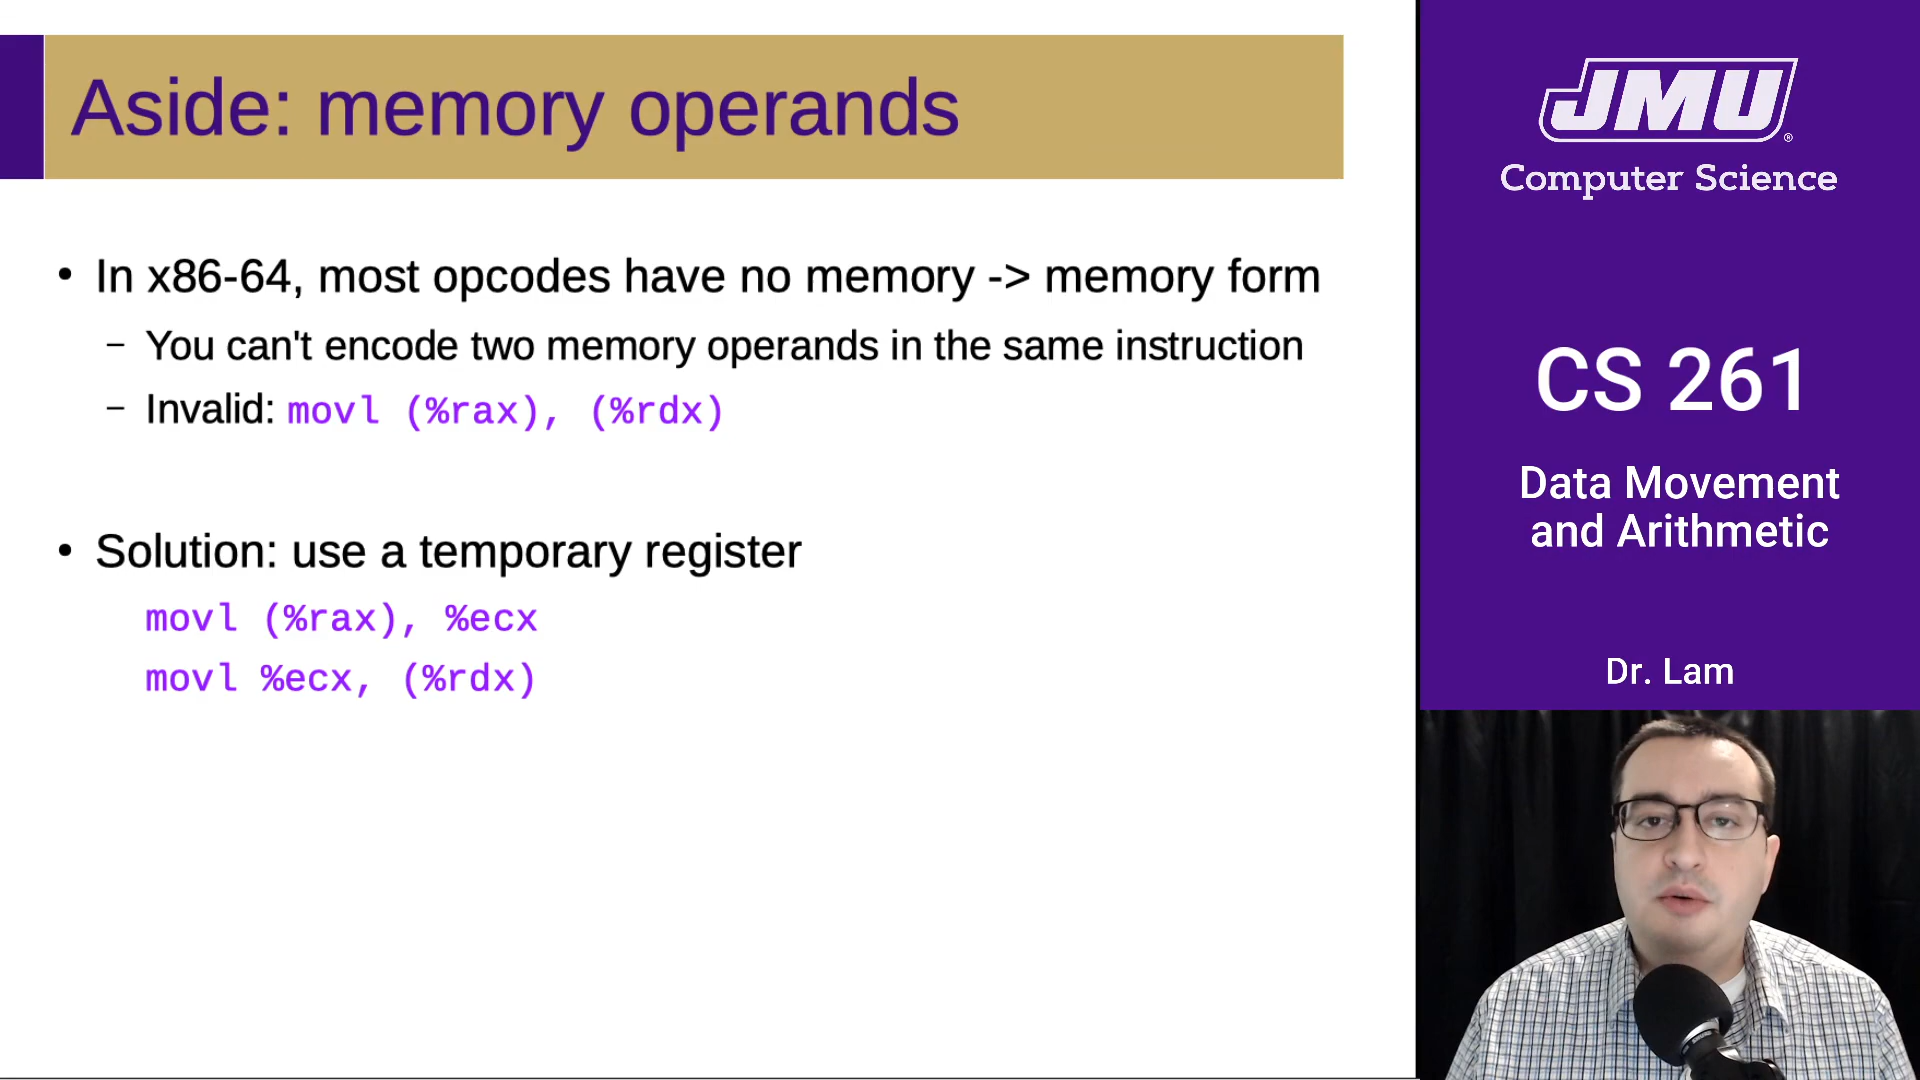 Aside: memory operands
• In x86-64, most opcodes have no memory -> memory form
– You can't encode two memory operands in the same instruction
– Invalid: movl (%rax), (%rdx)
• Solution: use a temporary register
movl (%rax), %ecx
movl %ecx, (%rdx)
JMU®
Computer Science
CS 261
Data Movement
and Arithmetic
Dr. Lam